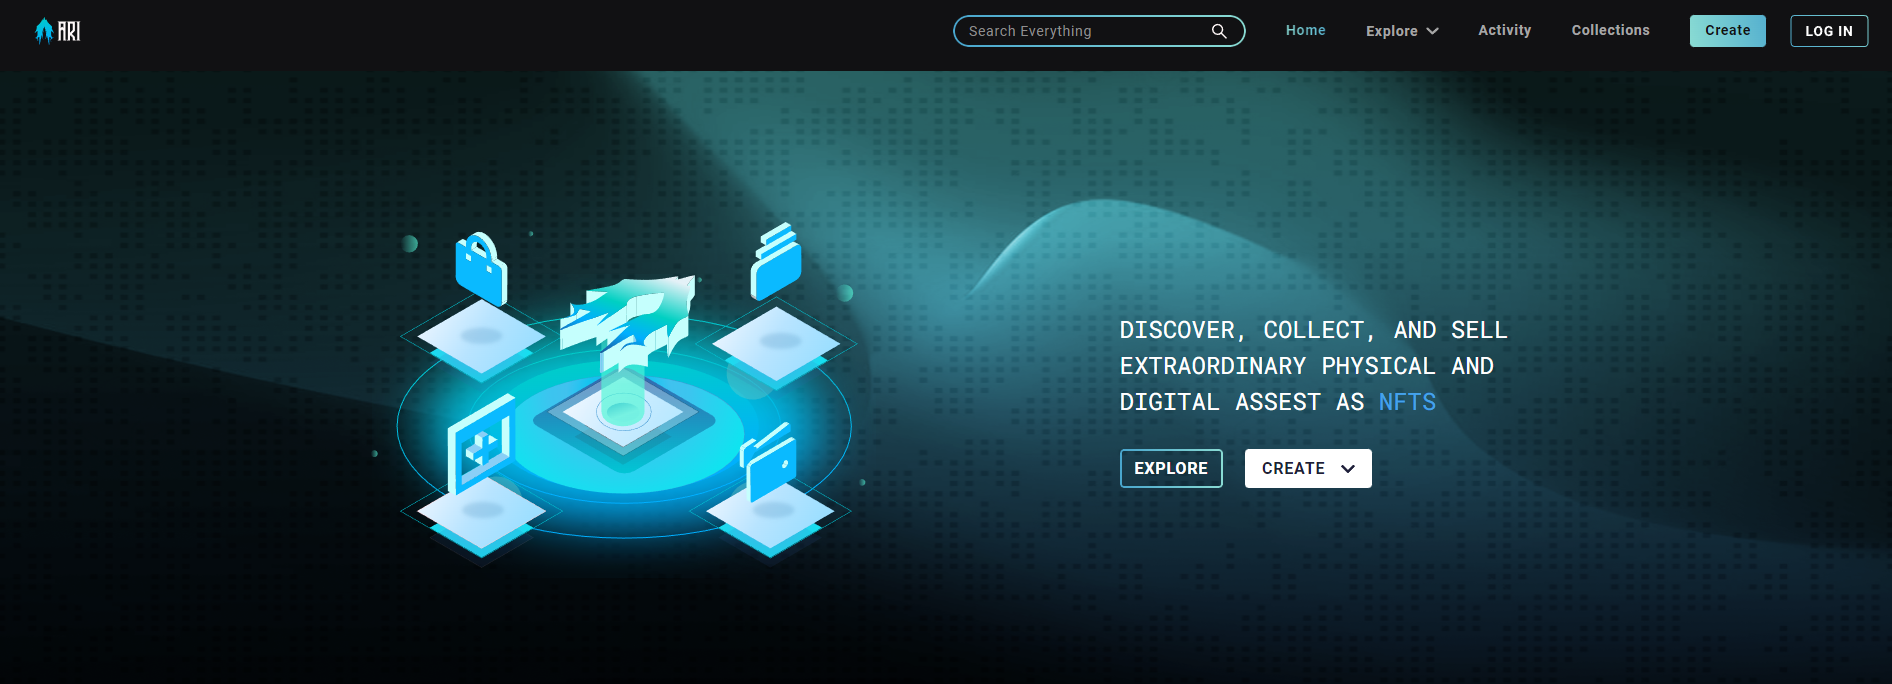 ARI
Search Everything
Home
Explore
Activity
Collections
Create
LOG IN
DISCOVER, COLLECT, AND SELL
EXTRAORDINARY PHYSICAL AND
DIGITAL ASSEST AS NFTS
EXPLORE
CREATE